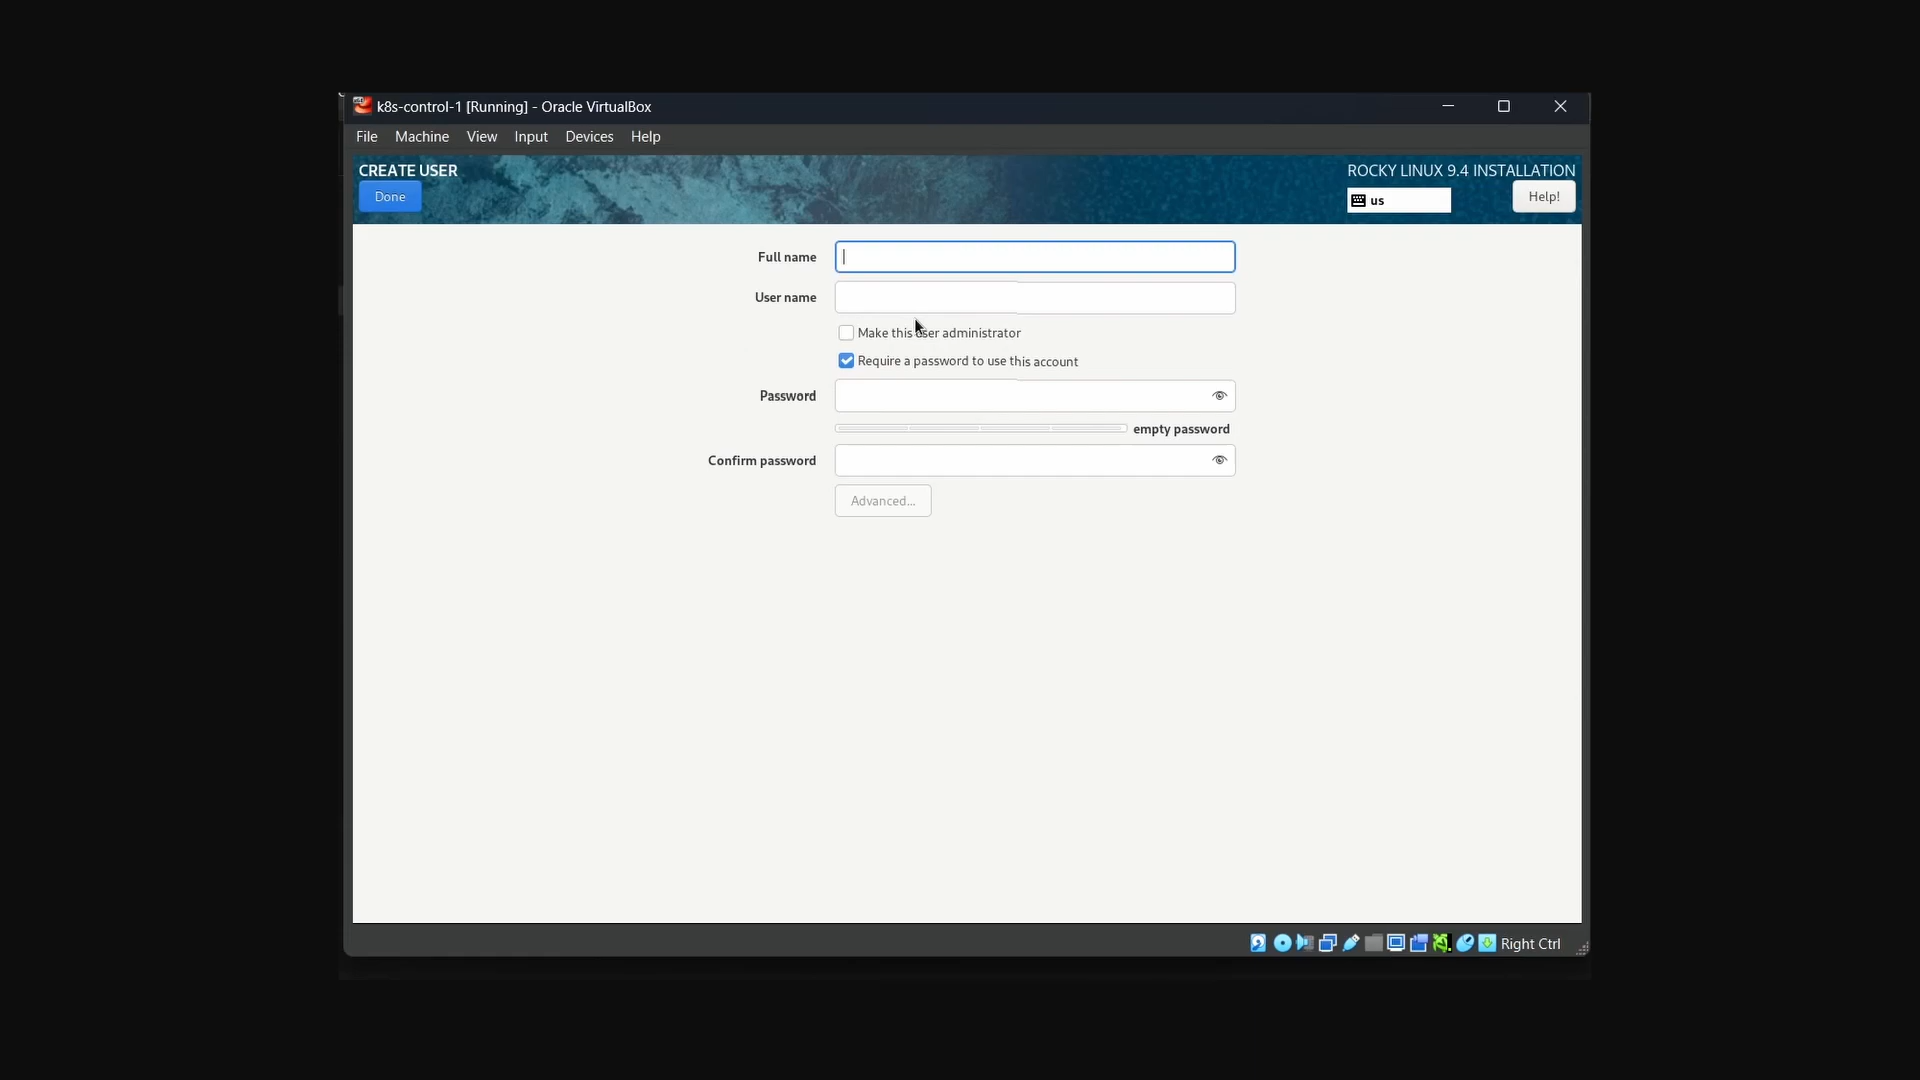 k8s-control-1 [Running] - Oracle VirtualBox
File Machine View Input Devices Help
CREATE USER
ROCKY LINUX 9.4 INSTALLATION
Done
us
Help!
Full name
User name
Make this user administrator
Require a password to use this account
Password
empty password
Confirm password
Advanced...
Right Ctrl